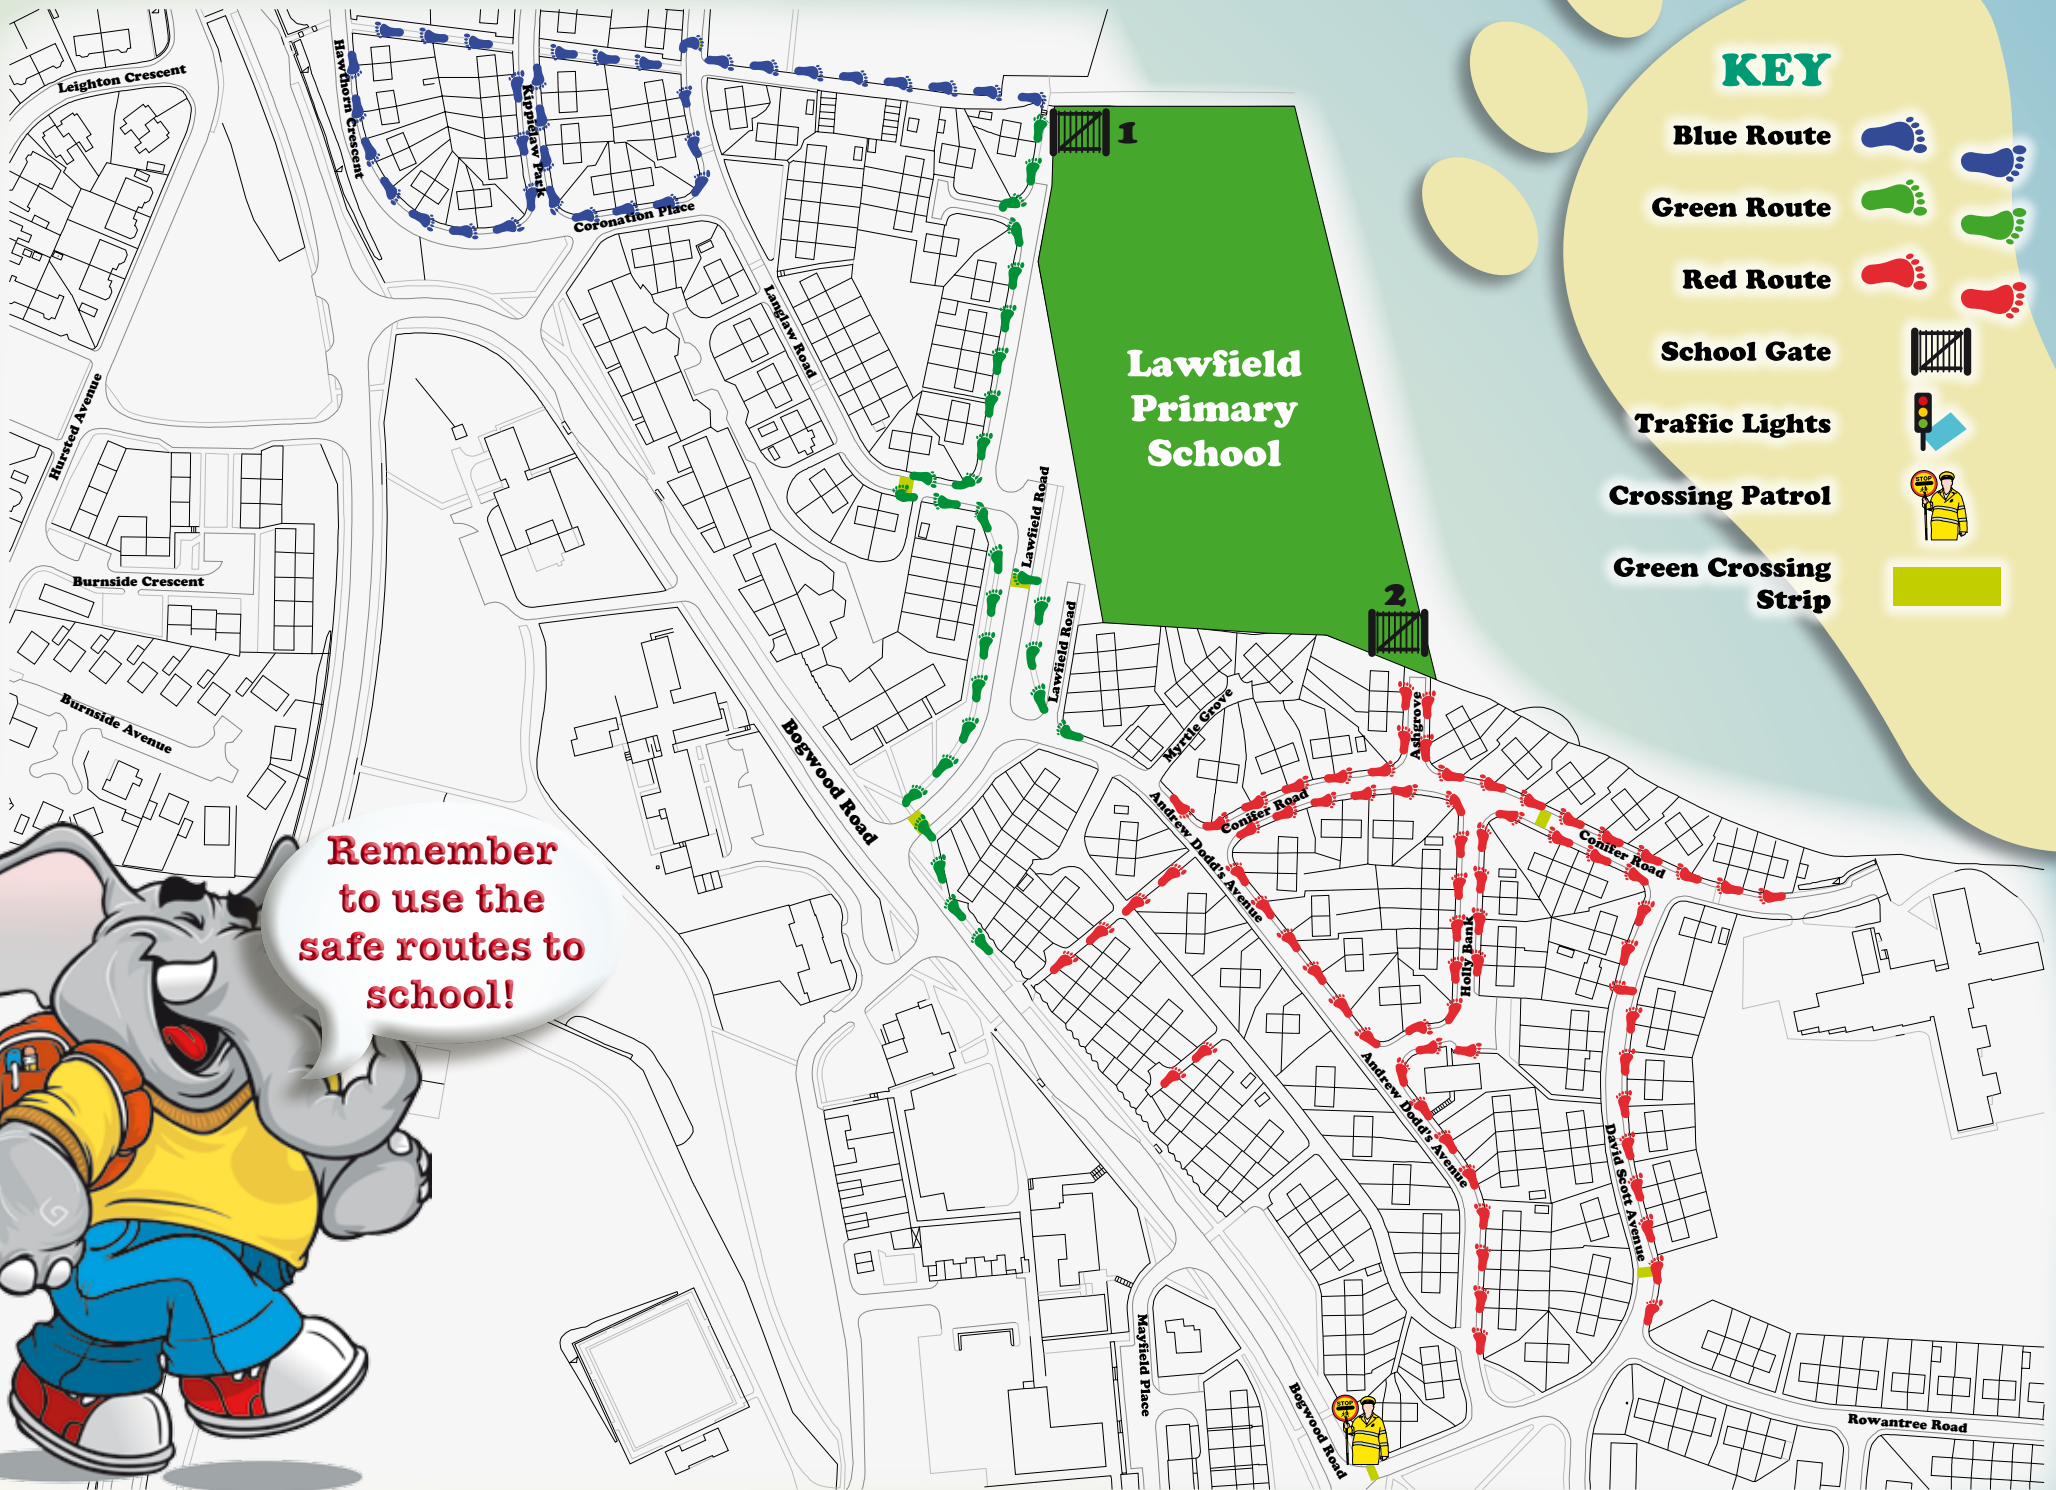 KEY
Blue Route
Green Route
Red Route
School Gate
Traffic Lights
Crossing Patrol
STOP
Green Crossing
Strip
Leighton Crescent
Hawthorn Crescent
Kippielaw Park
Coronation Place
Langlaw Road
Hursted Avenue
Burnside Crescent
Burnside Avenue
1
Lawfield
Primary
School
2
Lawfield Road
Lawfield Road
Bogwood Road
Myrtle Grove
Ashgrove
Conifer Road
Conifer Road
Andrew Dodd's Avenue
Holly Bank
Andrew Dodd's Avenue
David Scott Avenue
Mayfield Place
Bogwood Road
STOP
Rowantree Road
Remember
to use the
safe routes to
school!